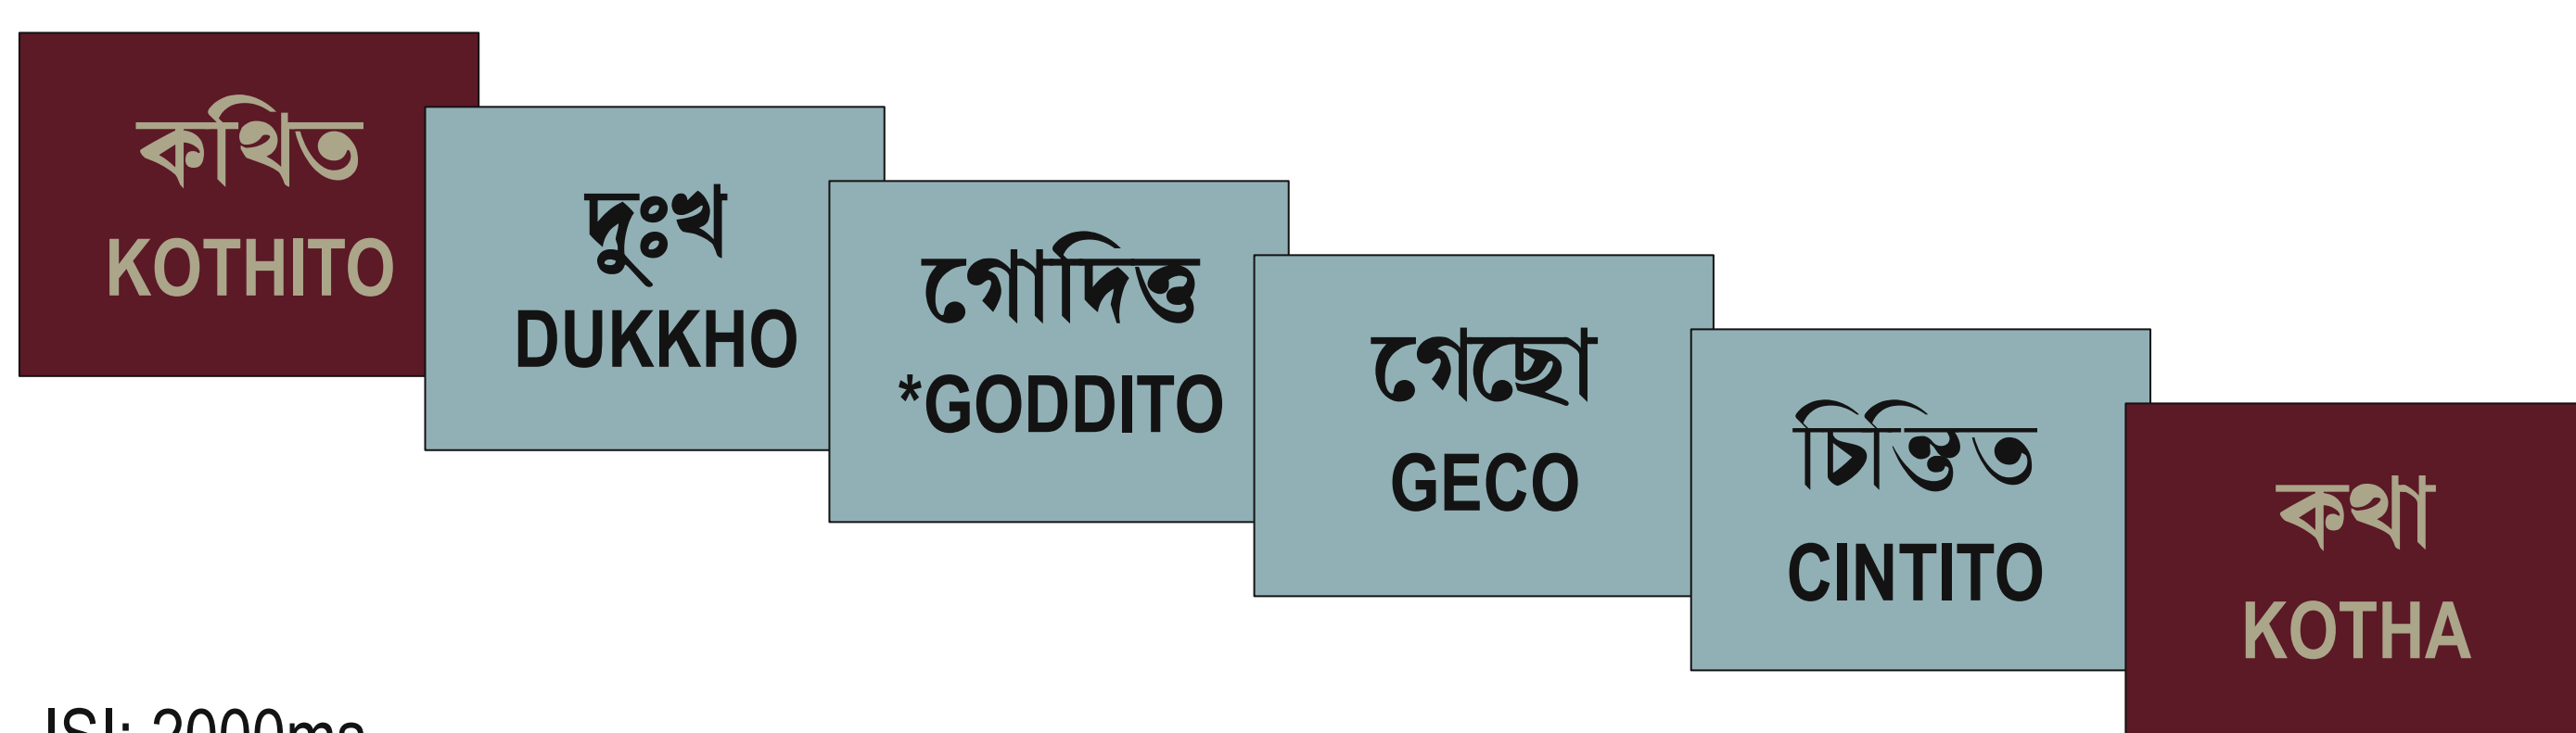 কথিত
KOTHITO
দুঃখ
DUKKHO
গোদিত্ত
*GODDITO
গেছো
GECO
চিন্তিত
CINTITO
কথা
KOTHA
ISI: 2000ms